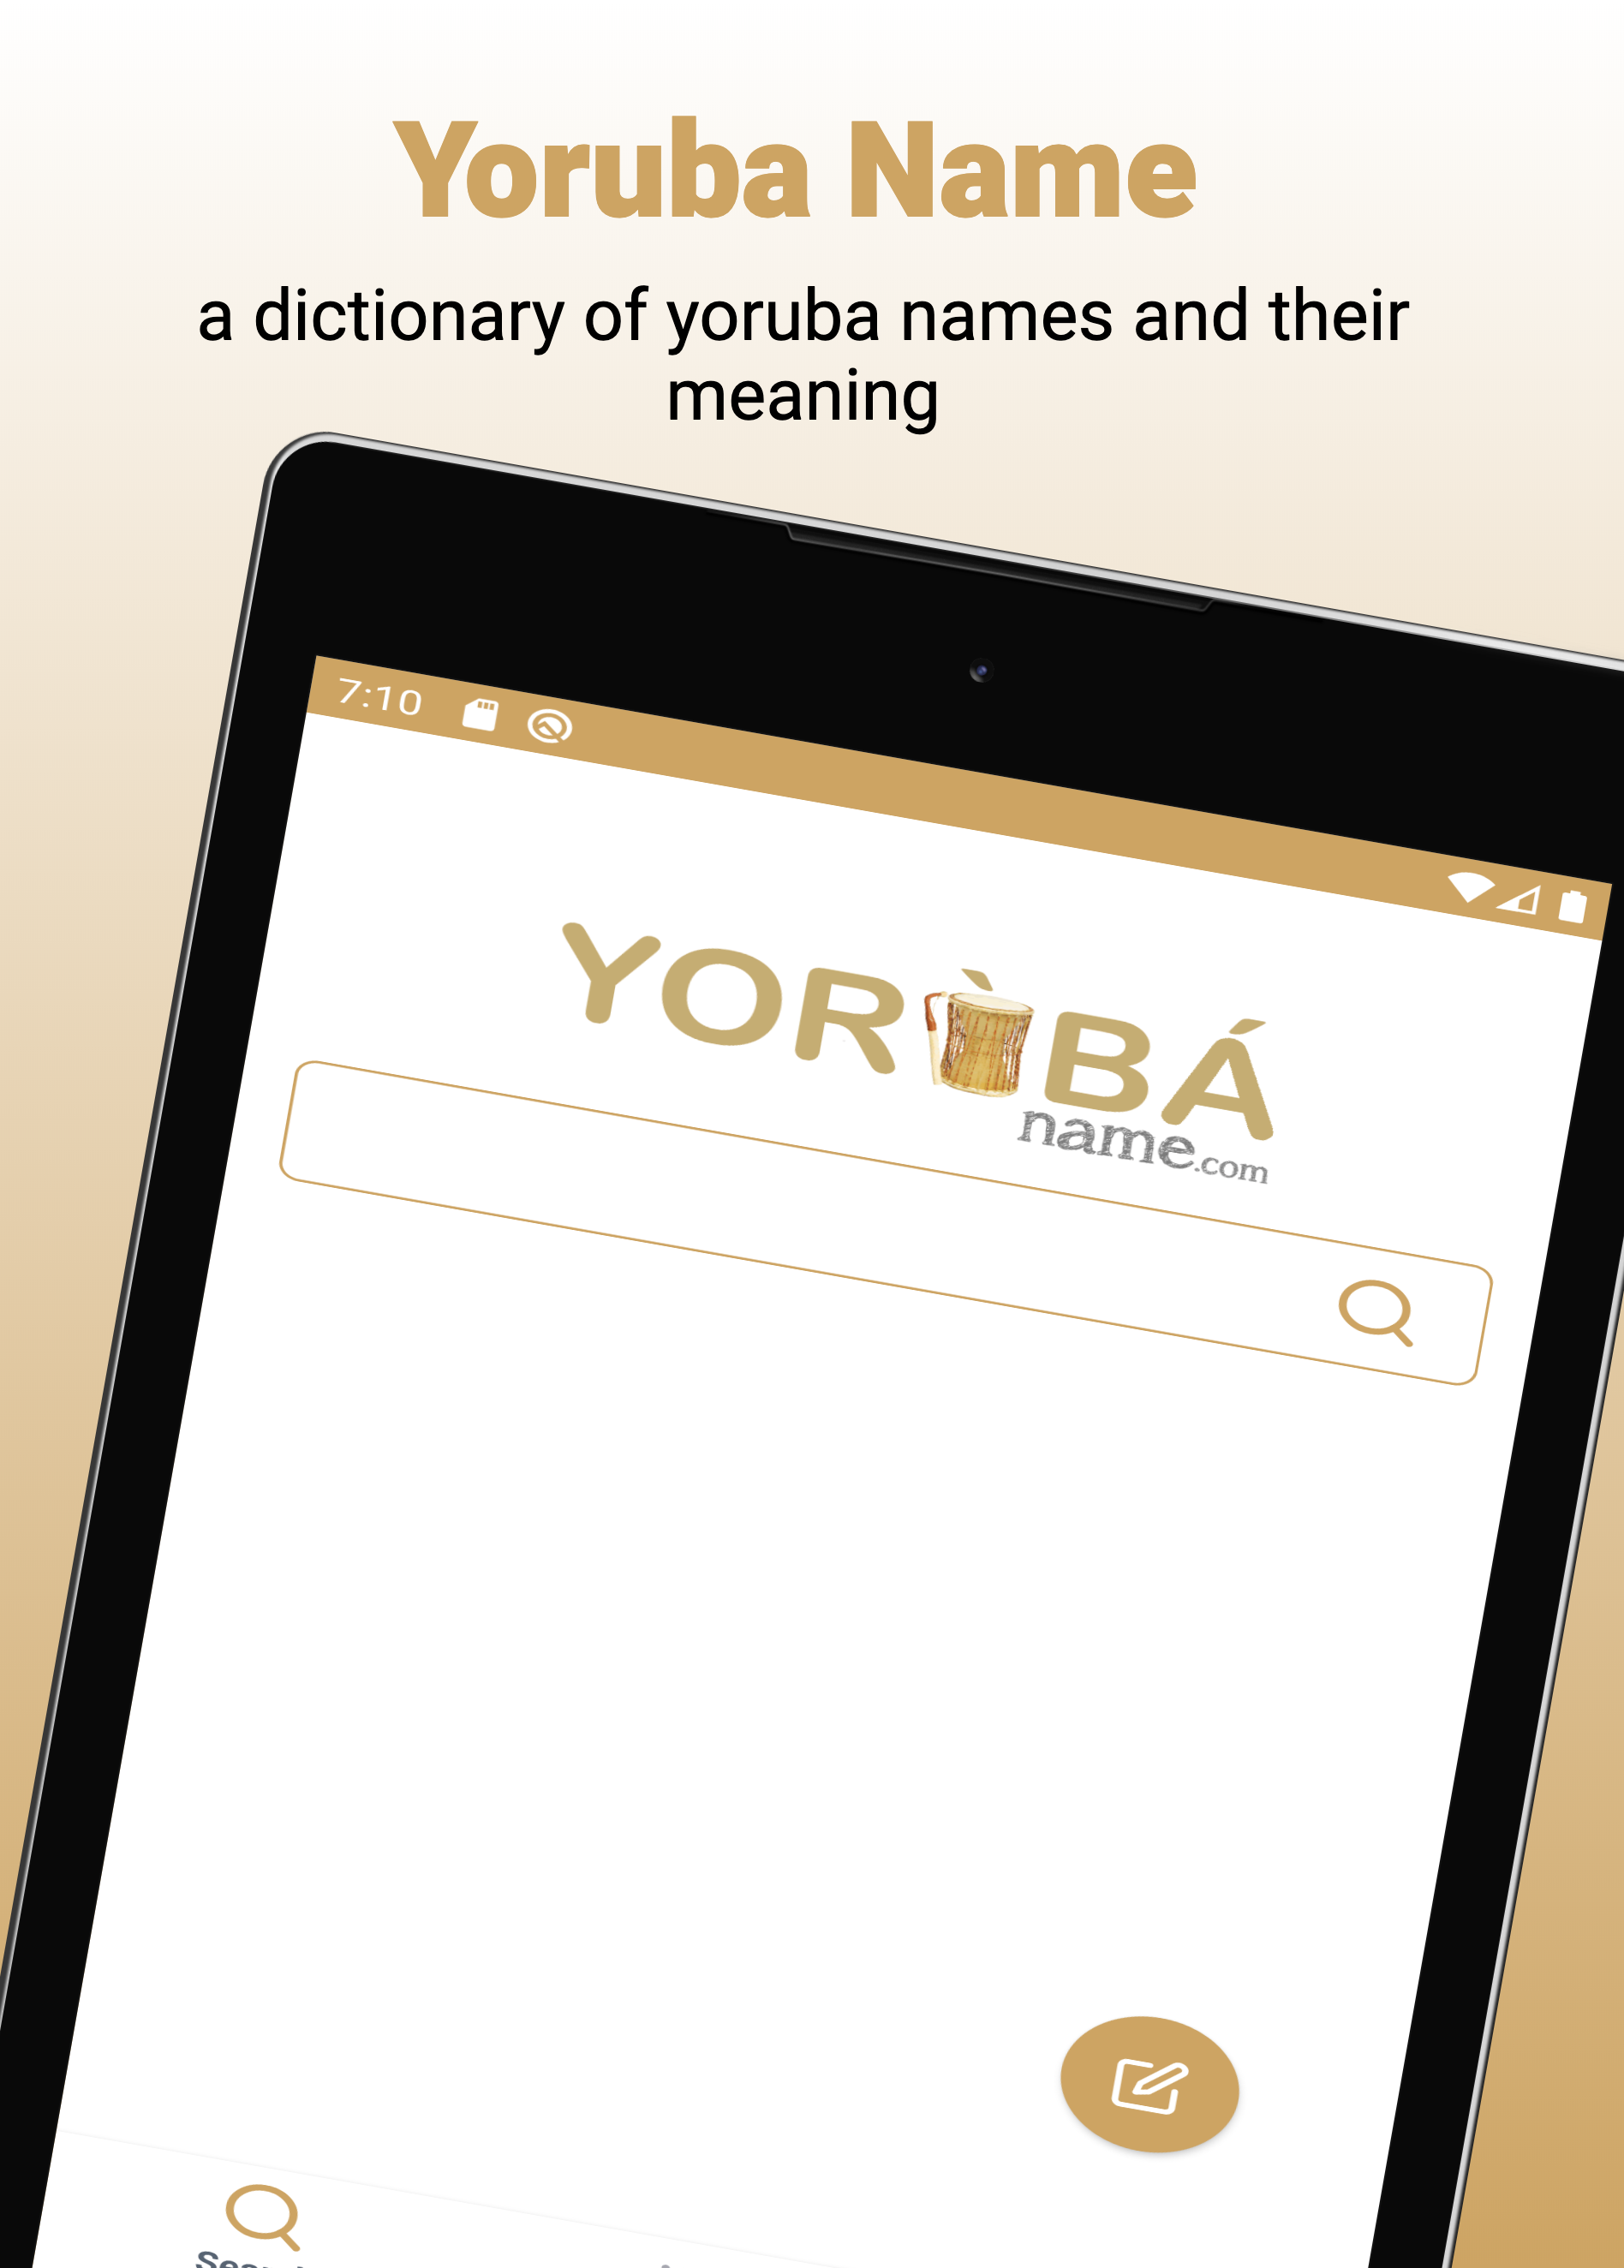 Yoruba Name
a dictionary of yoruba names and their
meaning
7:10
YORÙBÁ
name.com